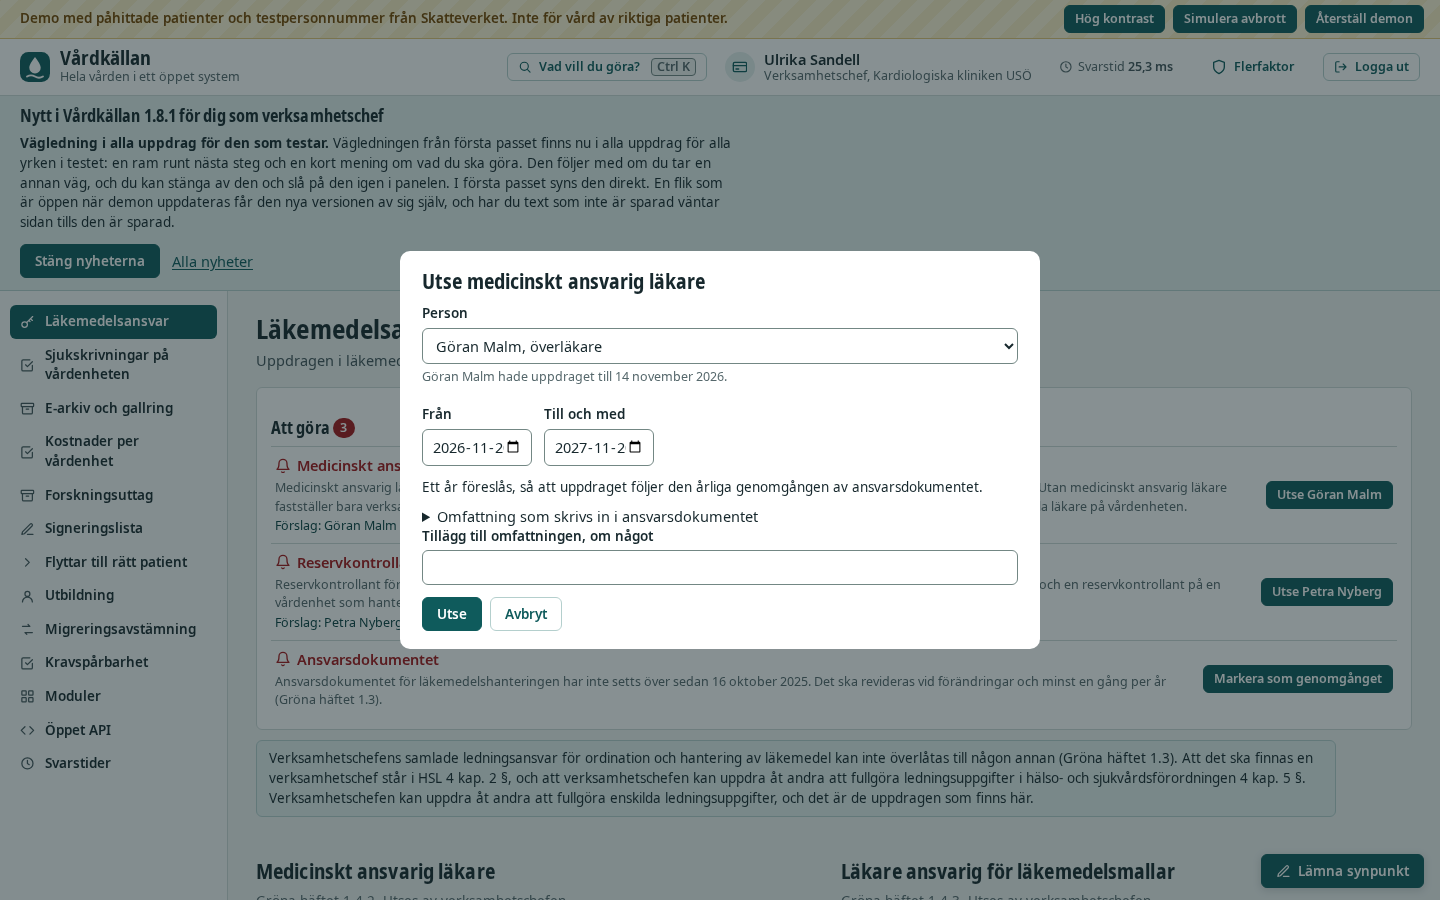 Demo med påhittade patienter och testpersonnummer från Skatteverket. Inte för vård av riktiga patienter.
Hög kontrast
Simulera avbrott
Återställ demon
Vårdkällan
Hela vården i ett öppet system
Vad vill du göra? Ctrl K
Ulrika Sandell
Verksamhetschef, Kardiologiska kliniken USÖ
Svarstid 25,3 ms
Flerfaktor
Logga ut
Nytt i Vårdkällan 1.8.1 för dig som verksamhetschef
Vägledning i alla uppdrag för den som testar. Vägledningen från första passet finns nu i alla uppdrag för alla
yrken i testet: en ram runt nästa steg och en kort mening om vad du ska göra. Den följer med om du tar en
annan väg, och du kan stänga av den och slå på den igen i panelen. I första passet syns den direkt. En flik som
är öppen när demon uppdateras får den nya versionen av sig själv, och har du text som inte är sparad väntar
sidan tills den är sparad.
Stäng nyheterna
Alla nyheter
Läkemedelsansvar
Sjukskrivningar på
vårdenheten
E-arkiv och gallring
Kostnader per
vårdenhet
Forskningsuttag
Signeringslista
Flyttar till rätt patient
Utbildning
Migreringsavstämning
Kravspårbarhet
Moduler
Öppet API
Svarstider
Läkemedelsa
Uppdragen i läkeme
Att göra 3
Medicinskt ans
Medicinskt ansvarig l
Utan medicinskt ansvarig läkare
fastställer bara verks
a läkare på vårdenheten.
Förslag: Göran Malm
Utse Göran Malm
Reservkontroll
Reservkontrollant för
och en reservkontrollant på en
vårdenhet som hante
Förslag: Petra Nyberg
Utse Petra Nyberg
Ansvarsdokumentet
Ansvarsdokumentet för läkemedelshanteringen har inte setts över sedan 16 oktober 2025. Det ska revideras vid förändringar och minst en gång per år
(Gröna häftet 1.3).
Markera som genomgånget
Utse medicinskt ansvarig läkare
Person
Göran Malm, överläkare
Göran Malm hade uppdraget till 14 november 2026.
Från
Till och med
2026-11-2
2027-11-2
Ett år föreslås, så att uppdraget följer den årliga genomgången av ansvarsdokumentet.
Omfattning som skrivs in i ansvarsdokumentet
Tillägg till omfattningen, om något
Utse
Avbryt
Verksamhetschefens samlade ledningsansvar för ordination och hantering av läkemedel kan inte överlåtas till någon annan (Gröna häftet 1.3). Att det ska finnas en
verksamhetschef står i HSL 4 kap. 2 §, och att verksamhetschefen kan uppdra åt andra att fullgöra ledningsuppgifter i hälso- och sjukvårdsförordningen 4 kap. 5 §.
Verksamhetschefen kan uppdra åt andra att fullgöra enskilda ledningsuppgifter, och det är de uppdragen som finns här.
Medicinskt ansvarig läkare
Läkare ansvarig för läkemedelsmallar
Lämna synpunkt